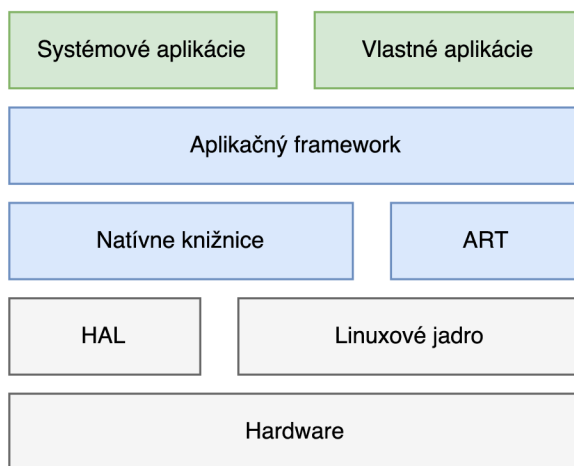 Systémové aplikácie
Vlastné aplikácie
Aplikačný framework
Natívne knižnice
ART
HAL
Linuxové jadro
Hardware